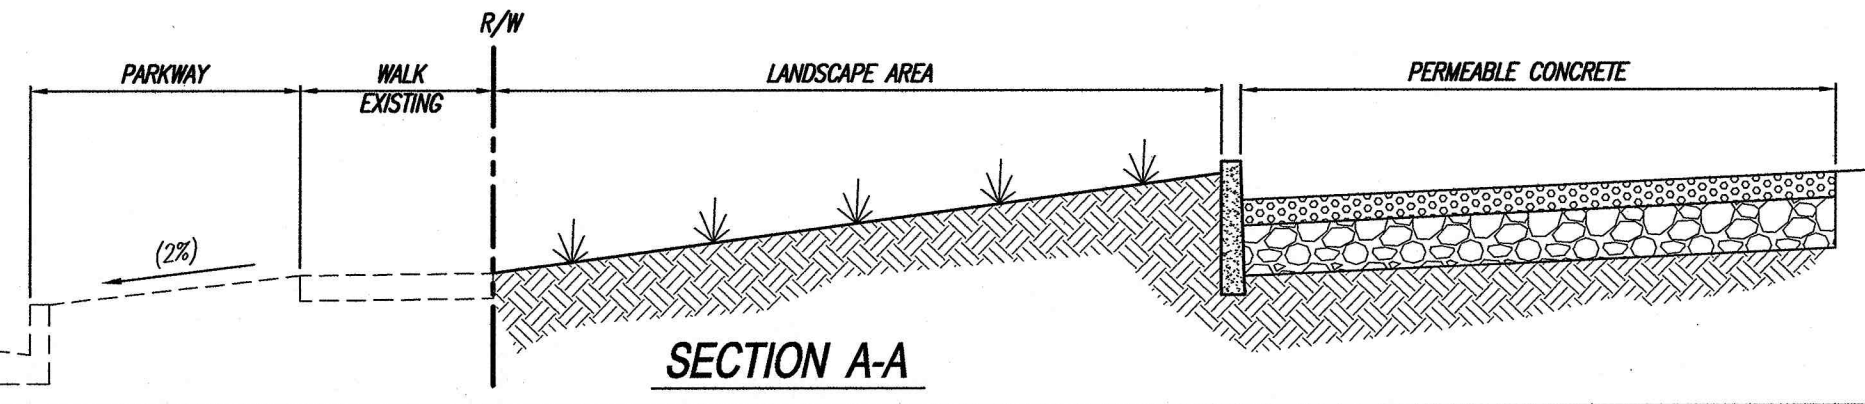 R/W
PARKWAY
WALK
EXISTING
LANDSCAPE AREA
PERMEABLE CONCRETE
(2%)
SECTION A-A